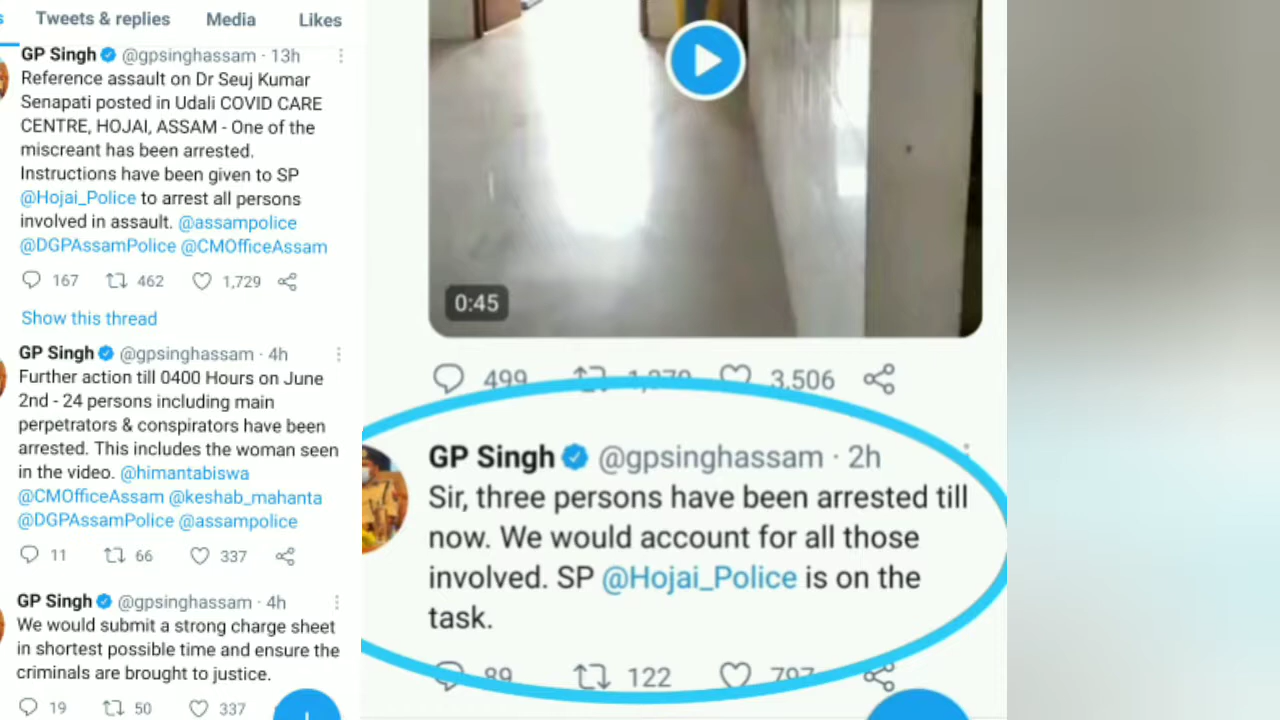 Tweets & replies Media Likes
GP Singh @gpsinghassam · 13h
Reference assault on Dr Seuj Kumar
Senapati posted in Udali COVID CARE
CENTRE, HOJAI, ASSAM - One of the
miscreant has been arrested.
Instructions have been given to SP
@Hojai_Police to arrest all persons
involved in assault. @assampolice
@DGPAssamPolice @CMOfficeAssam
167 462 1,729
Show this thread
GP Singh @gpsinghassam · 4h
Further action till 0400 Hours on June
2nd - 24 persons including main
perpetrators & conspirators have been
arrested. This includes the woman seen
in the video. @himantabiswa
@CMOfficeAssam @keshab_mahanta
@DGPAssamPolice @assampolice
11 66 337
GP Singh @gpsinghassam · 4h
We would submit a strong charge sheet
in shortest possible time and ensure the
criminals are brought to justice.
19 50 337
0:45
499 3,506
GP Singh @gpsinghassam · 2h
Sir, three persons have been arrested till
now. We would account for all those
involved. SP @Hojai_Police is on the
task.
89 122 797